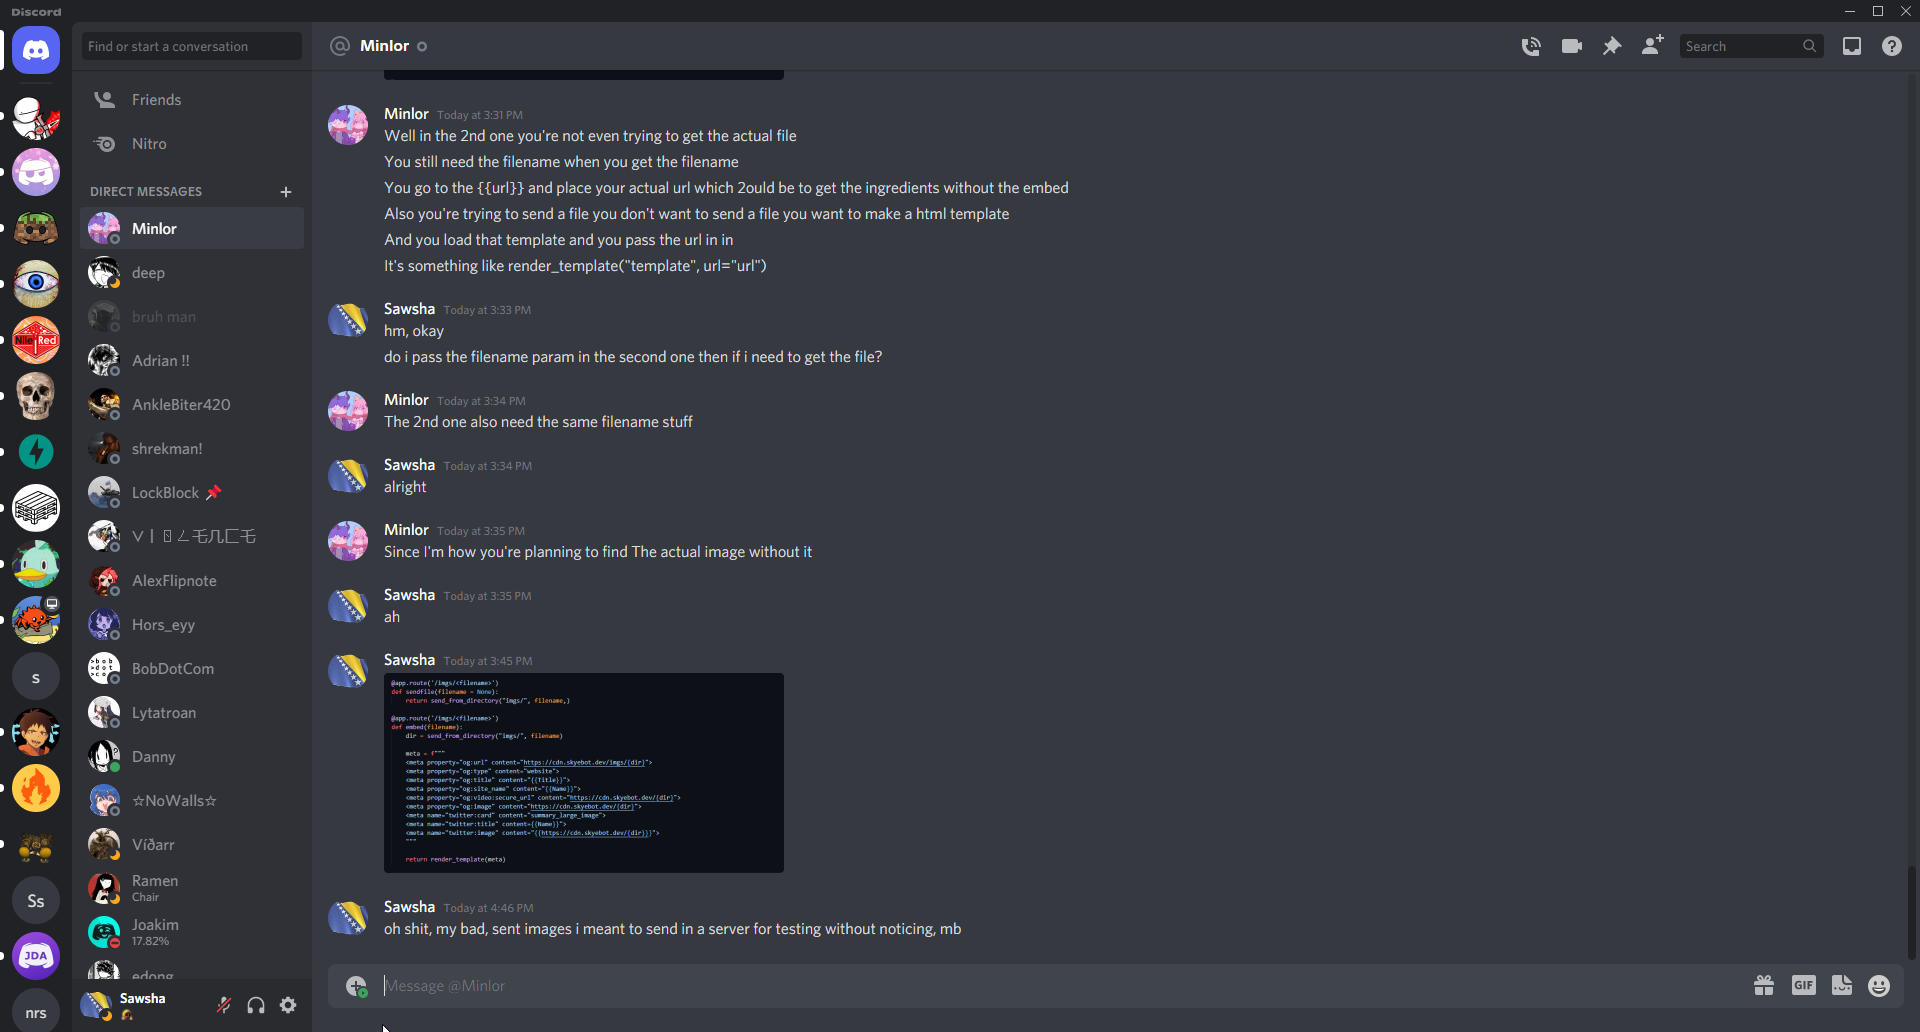 Discord
Find or start a conversation
Friends
Nitro
DIRECT MESSAGES
Minlor
deep
bruh man
Adrian !!
AnkleBiter420
shrekman!
LockBlock 📌
AlexFlipnote
Hors_eyy
BobDotCom
Lytatroan
Danny
☆NoWalls☆
Víðarr
Ramen
Chair
Joakim
17.82%
edong
Sawsha
Nile Red
s
Ss
JDA
nrs
@ Minlor
Search
Minlor Today at 3:31 PM
Well in the 2nd one you're not even trying to get the actual file
You still need the filename when you get the filename
You go to the {{url}} and place your actual url which 2ould be to get the ingredients without the embed
Also you're trying to send a file you don't want to send a file you want to make a html template
And you load that template and you pass the url in in
It's something like render_template("template", url="url")
Sawsha Today at 3:33 PM
hm, okay
do i pass the filename param in the second one then if i need to get the file?
Minlor Today at 3:34 PM
The 2nd one also need the same filename stuff
Sawsha Today at 3:34 PM
alright
Minlor Today at 3:35 PM
Since I'm how you're planning to find The actual image without it
Sawsha Today at 3:35 PM
ah
Sawsha Today at 3:45 PM
@app.route('/imgs/<filename>')
def sendfile(filename = None):
return send_from_directory("imgs/", filename,)
@app.route('/imgs/<filename>')
def embed(filename):
dir = send_from_directory("imgs/", filename)
meta = f"""
<meta property="og:url" content="https://cdn.skyebot.dev/imgs/{dir}">
<meta property="og:type" content="website">
<meta property="og:title" content="{{Title}}">
<meta property="og:site_name" content="{{Name}}">
<meta property="og:video:secure_url" content="https://cdn.skyebot.dev/{dir}">
<meta property="og:image" content="https://cdn.skyebot.dev/{dir}">
<meta name="twitter:card" content="summary_large_image">
<meta name="twitter:title" content={{Name}}">
<meta name="twitter:image" content="{{https://cdn.skyebot.dev/{dir}}}">
"""
return render_template(meta)
Sawsha Today at 4:46 PM
oh shit, my bad, sent images i meant to send in a server for testing without noticing, mb
Message @Minlor
GIF